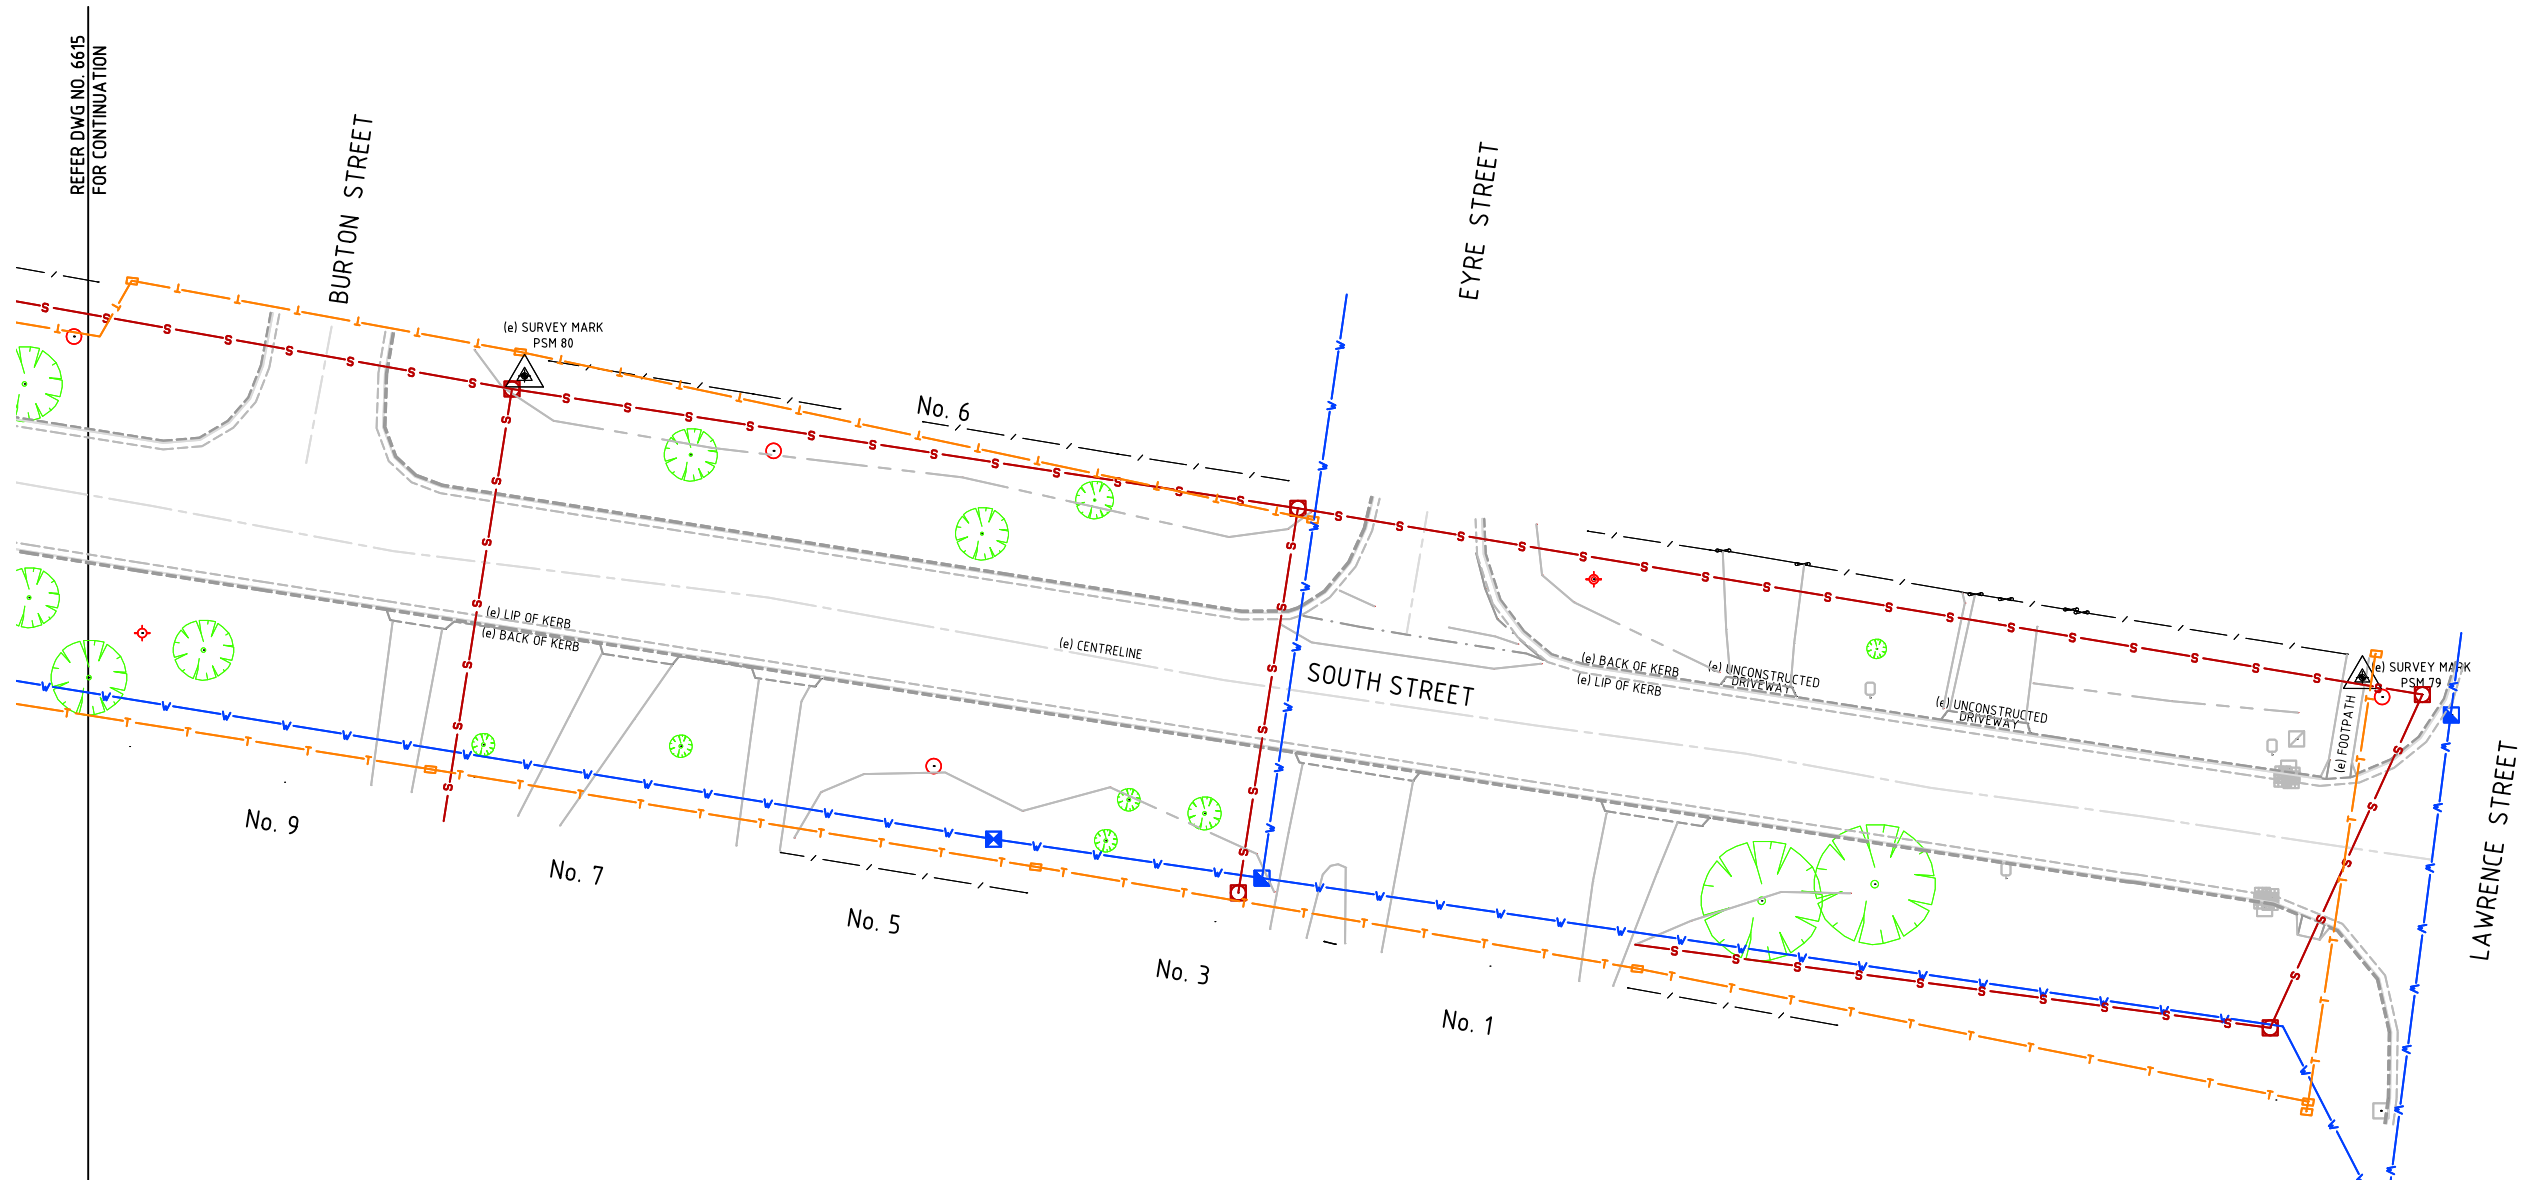 REFER DWG NO. 6615
FOR CONTINUATION
BURTON STREET
EYRE STREET
(e) SURVEY MARK
PSM 80
No. 6
(e) LIP OF KERB
(e) BACK OF KERB
(e) CENTRELINE
SOUTH STREET
(e) BACK OF KERB
(e) LIP OF KERB
(e) UNCONSTRUCTED
DRIVEWAY
(e) UNCONSTRUCTED
DRIVEWAY
(e) SURVEY MARK
PSM 79
(e) FOOTPATH
LAWRENCE STREET
No. 9
No. 7
No. 5
No. 3
No. 1